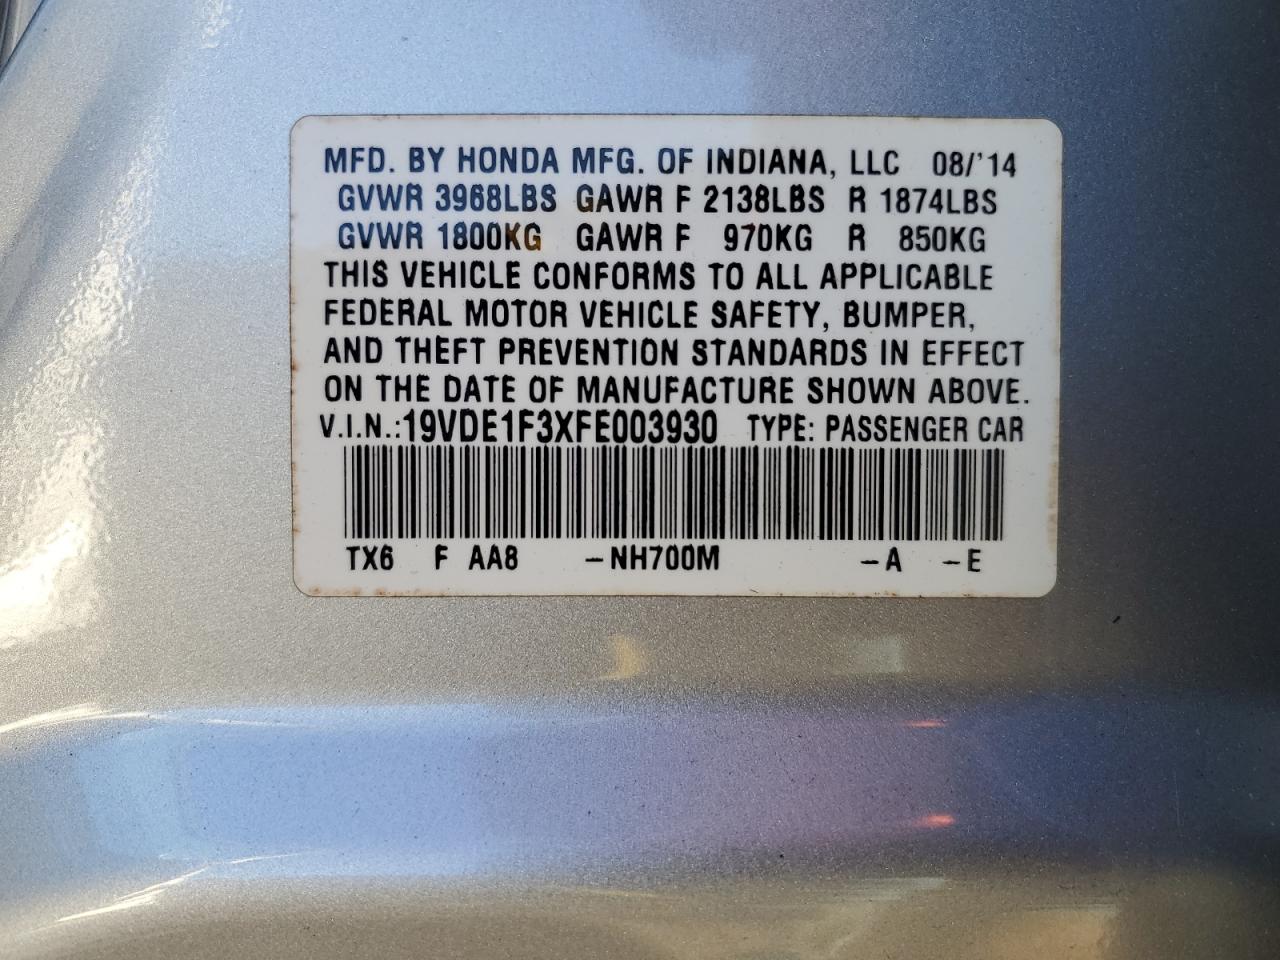 MFD. BY HONDA MFG. OF INDIANA, LLC 08/'14
GVWR 3968LBS GAWR F 2138LBS R 1874LBS
GVWR 1800KG GAWR F 970KG R 850KG
THIS VEHICLE CONFORMS TO ALL APPLICABLE
FEDERAL MOTOR VEHICLE SAFETY, BUMPER,
AND THEFT PREVENTION STANDARDS IN EFFECT
ON THE DATE OF MANUFACTURE SHOWN ABOVE.
V.I.N.:19VDE1F3XFE003930 TYPE: PASSENGER CAR
TX6 F AA8 -NH700M -A -E